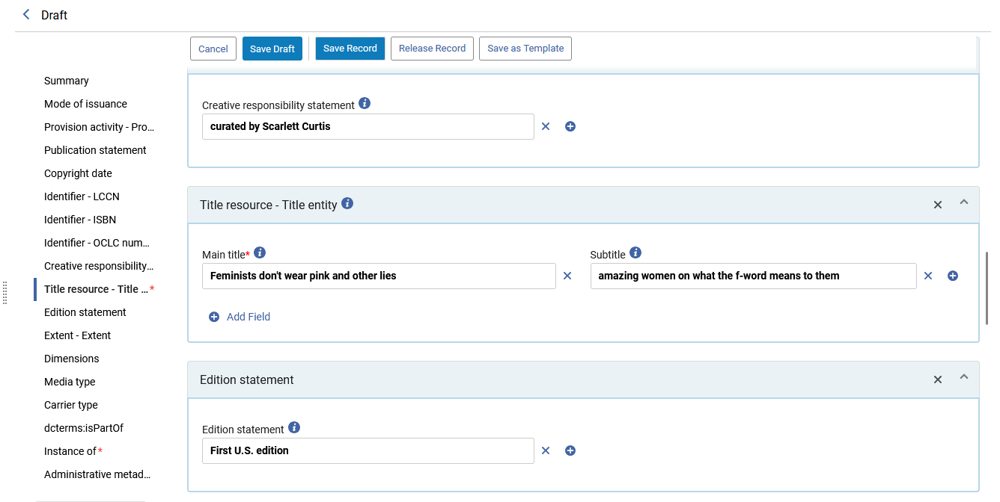 Draft
Cancel Save Draft Save Record Release Record Save as Template
Summary
Mode of issuance
Provision activity - Pro...
Publication statement
Copyright date
Identifier - LCCN
Identifier - ISBN
Identifier - OCLC num...
Creative responsibility...
Title resource - Title ...*
Edition statement
Extent - Extent
Dimensions
Media type
Carrier type
dcterms:isPartOf
Instance of*
Administrative metad...
Creative responsibility statement
curated by Scarlett Curtis
Title resource - Title entity
Main title* Subtitle
Feminists don't wear pink and other lies amazing women on what the f-word means to them
Add Field
Edition statement
Edition statement
First U.S. edition